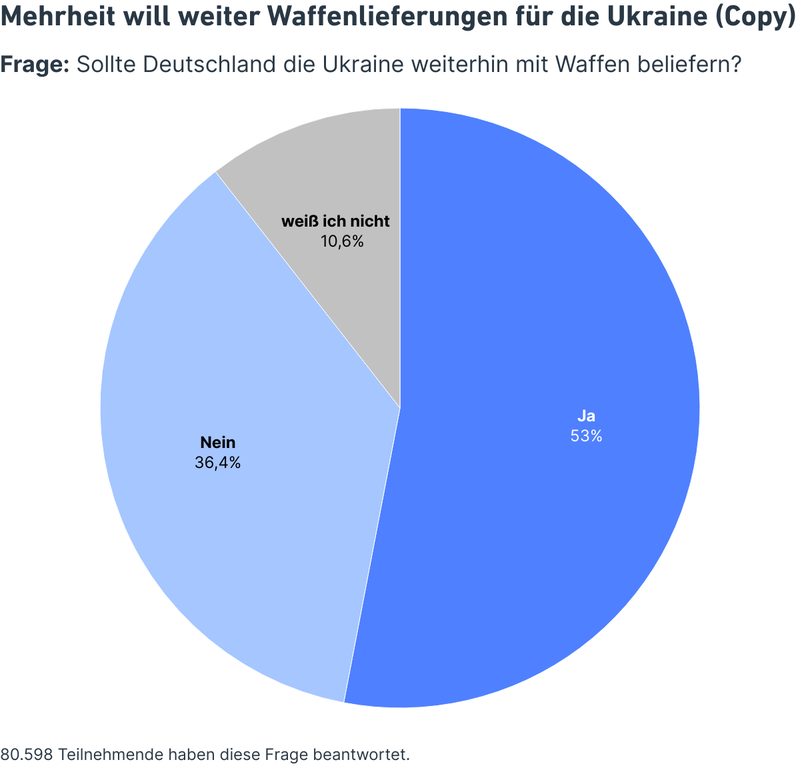 Mehrheit will weiter Waffenlieferungen für die Ukraine (Copy)
Frage: Sollte Deutschland die Ukraine weiterhin mit Waffen beliefern?
weiß ich nicht
10,6%
Ja
53%
Nein
36,4%
80.598 Teilnehmende haben diese Frage beantwortet.